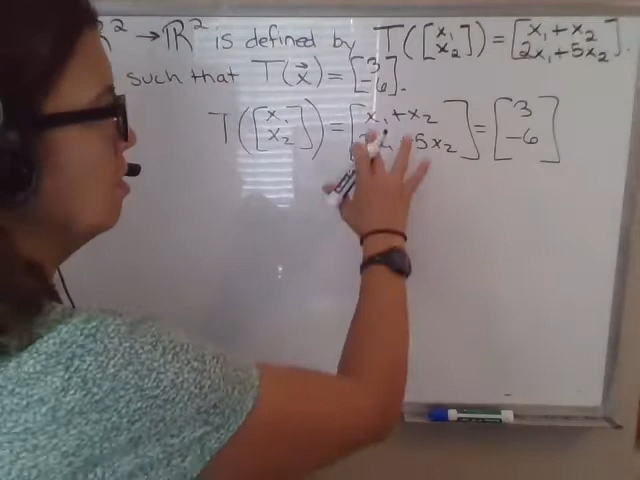 ℝ² → ℝ² is defined by T([x₁ x₂]) = [x₁ + x₂ 2x₁ + 5x₂].
such that T(x⃗) = [3 -6].
T([x₁ x₂]) = [x₁ + x₂ 5x₂] = [3 -6]